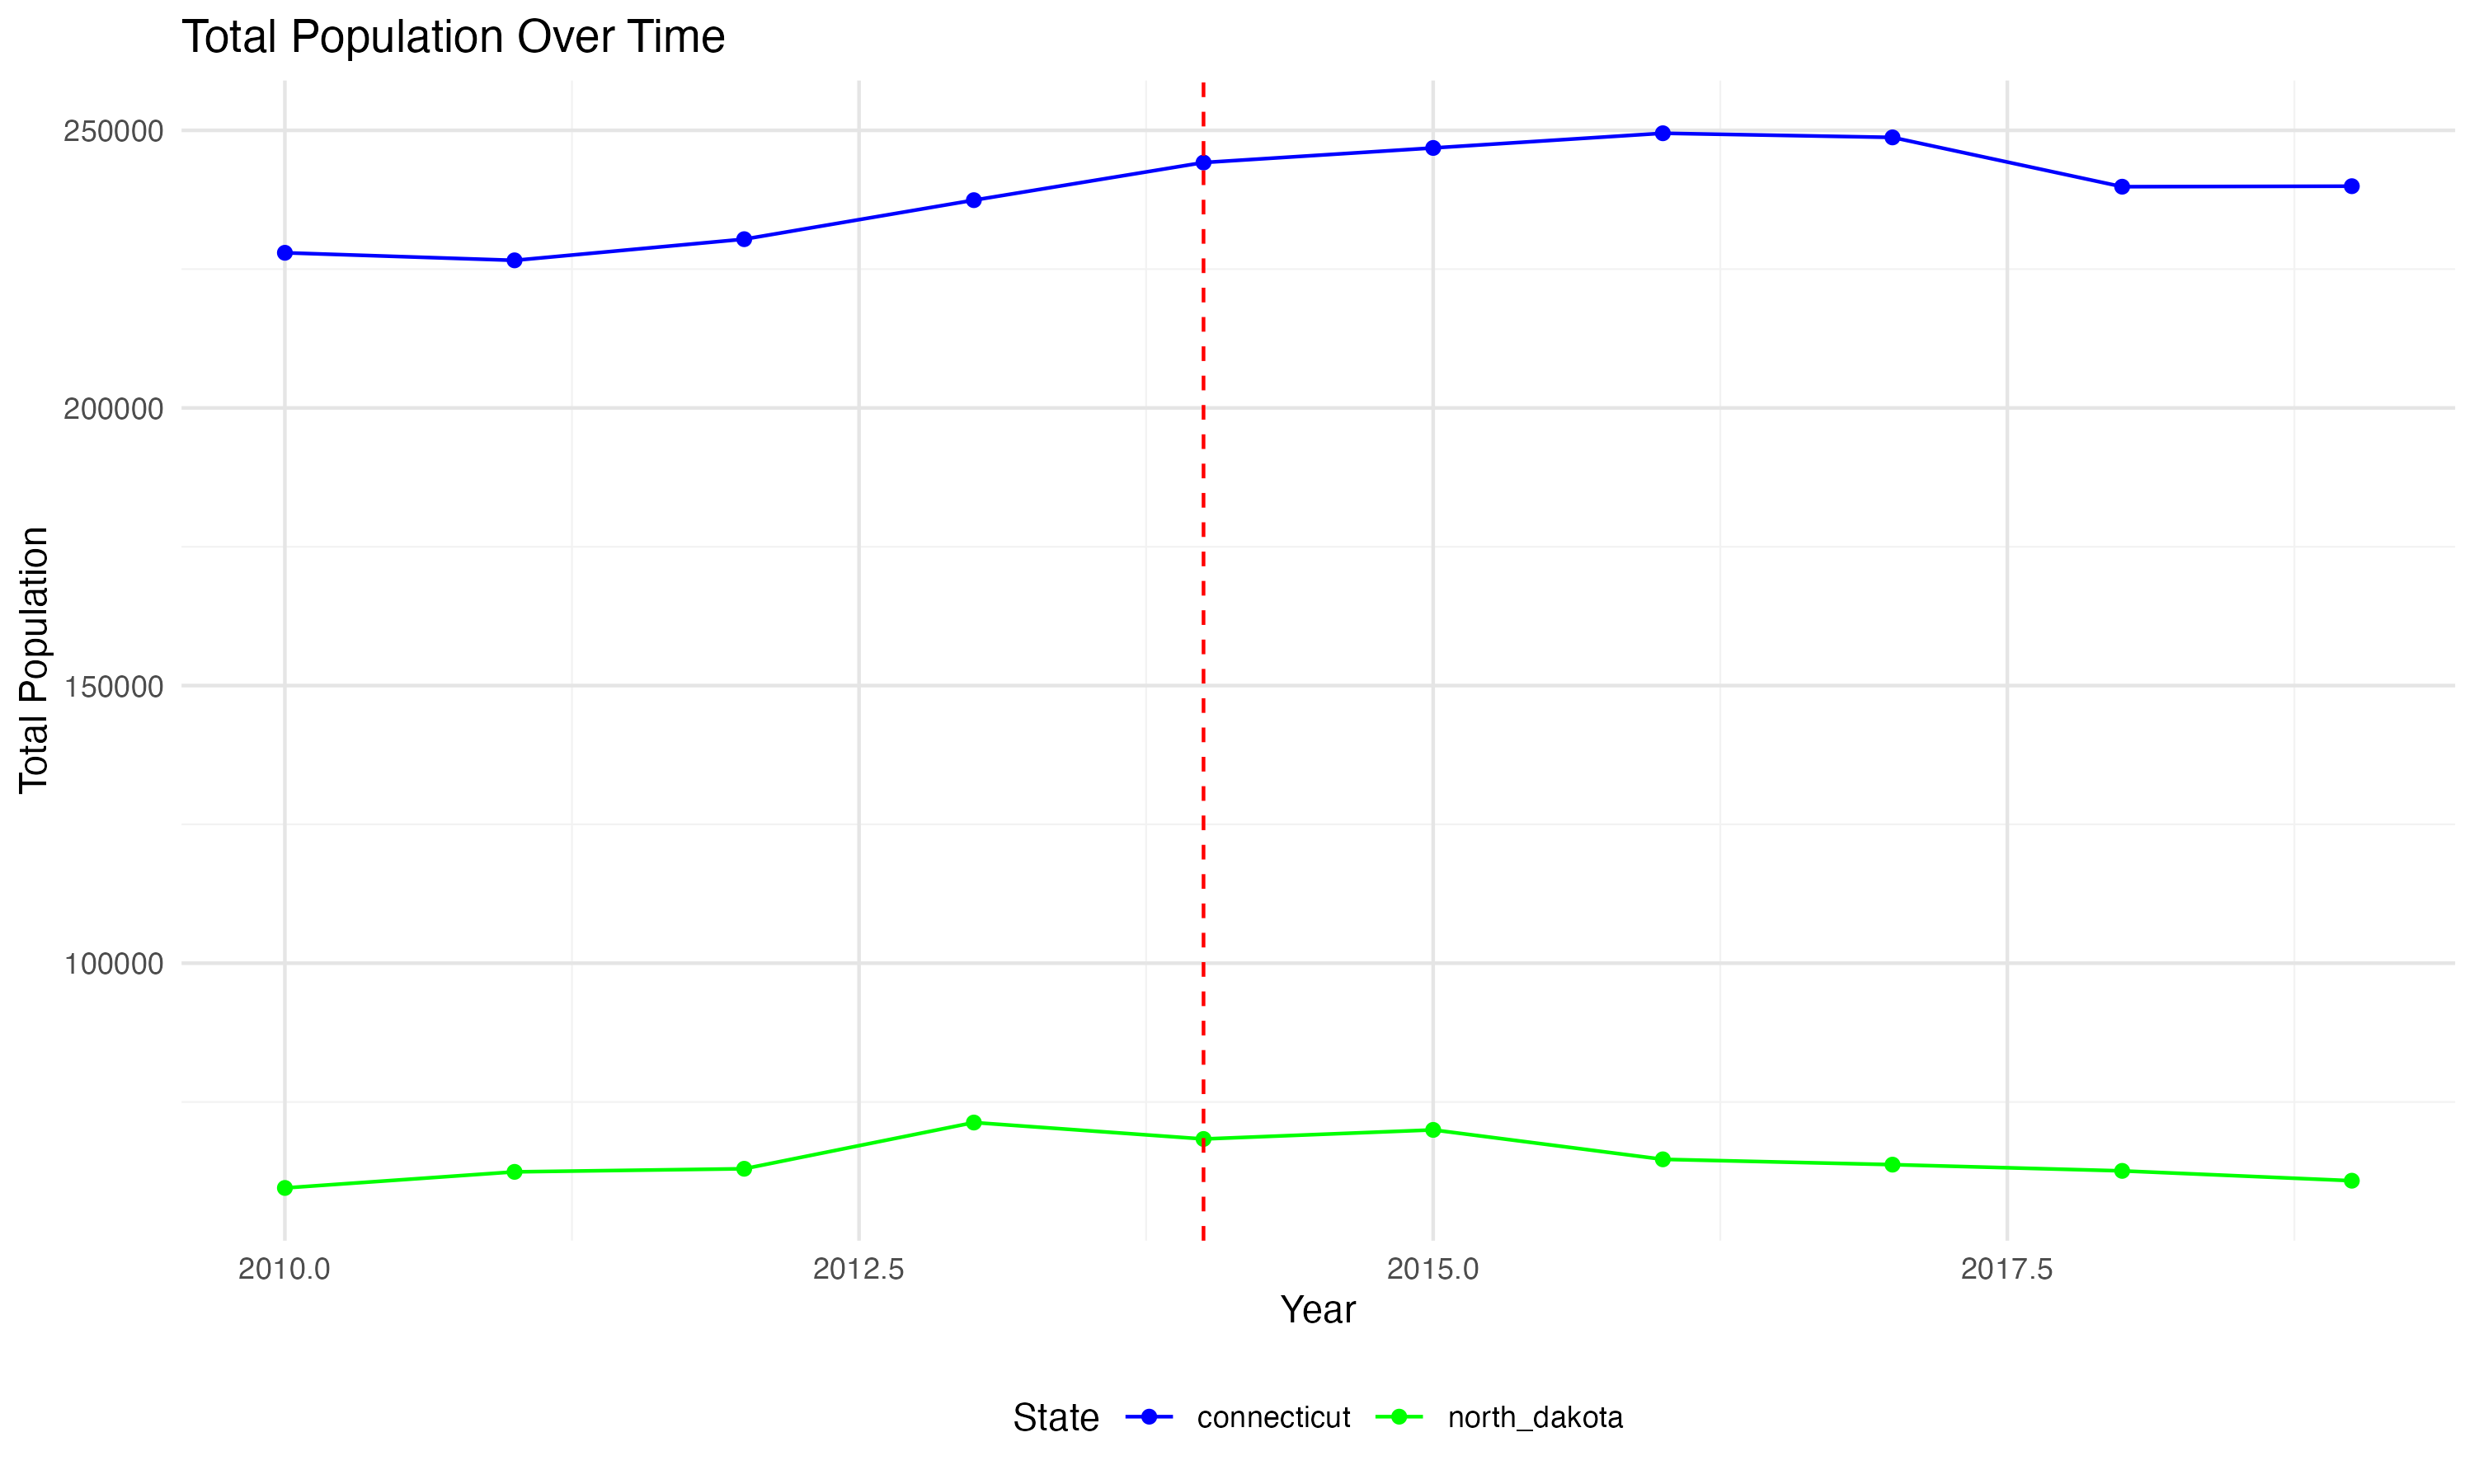 Total Population Over Time
Total Population
250000
200000
150000
100000
2010.0 2012.5 2015.0 2017.5
Year
State connecticut north_dakota